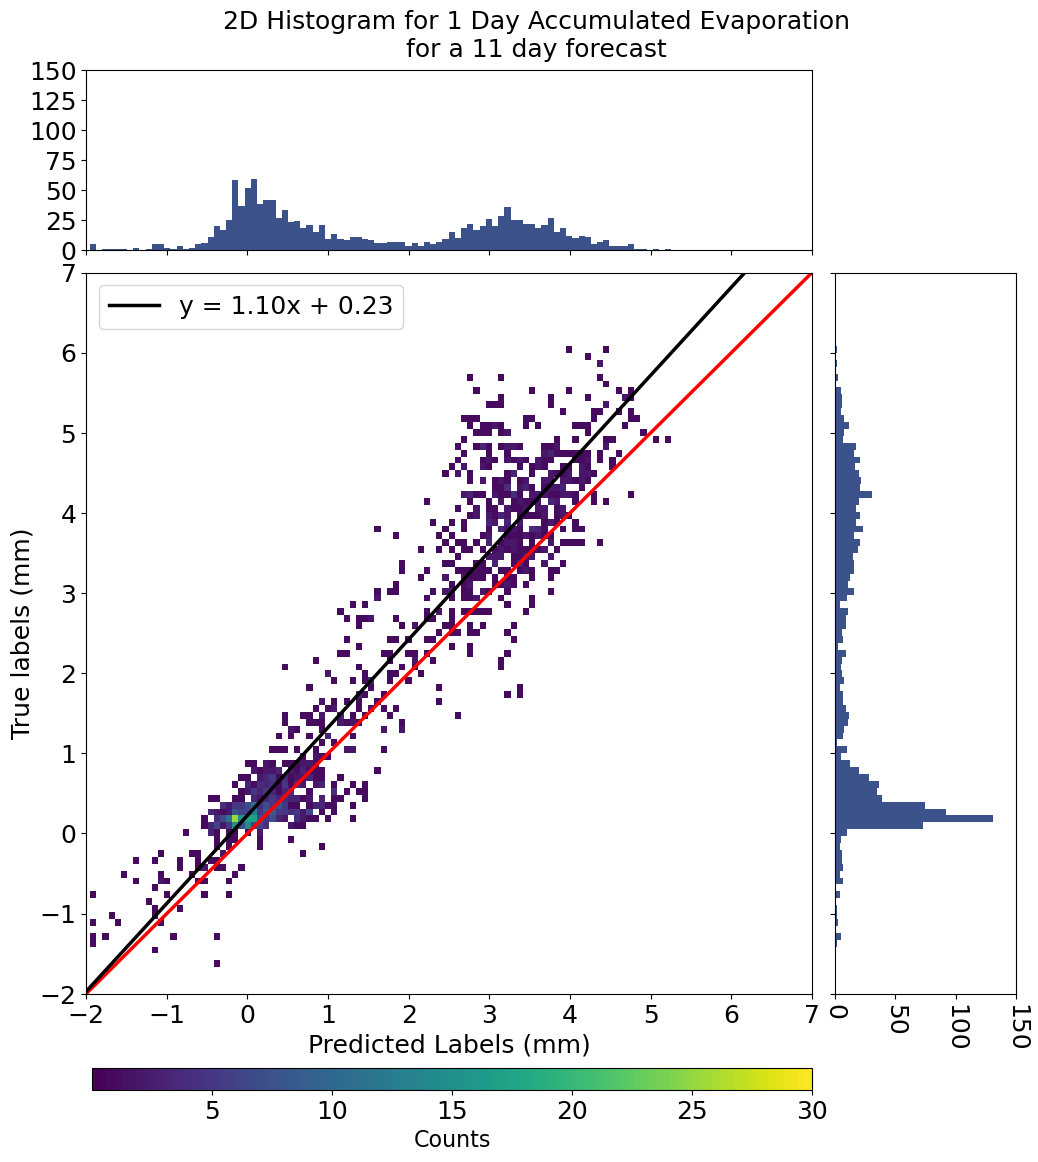 2D Histogram for 1 Day Accumulated Evaporation
for a 11 day forecast
150
125
100
75
50
25
0
7
6
5
4
3
2
1
0
−1
−2
True labels (mm)
y = 1.10x + 0.23
−2 −1 0 1 2 3 4 5 6 7
Predicted Labels (mm)
0 50 100 150
5 10 15 20 25 30
Counts